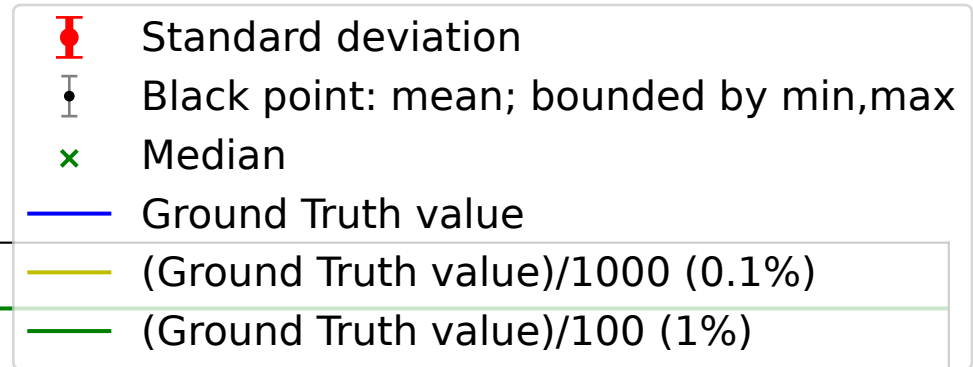 Standard deviation
Black point: mean; bounded by min,max
Median
Ground Truth value
(Ground Truth value)/1000 (0.1%)
(Ground Truth value)/100 (1%)